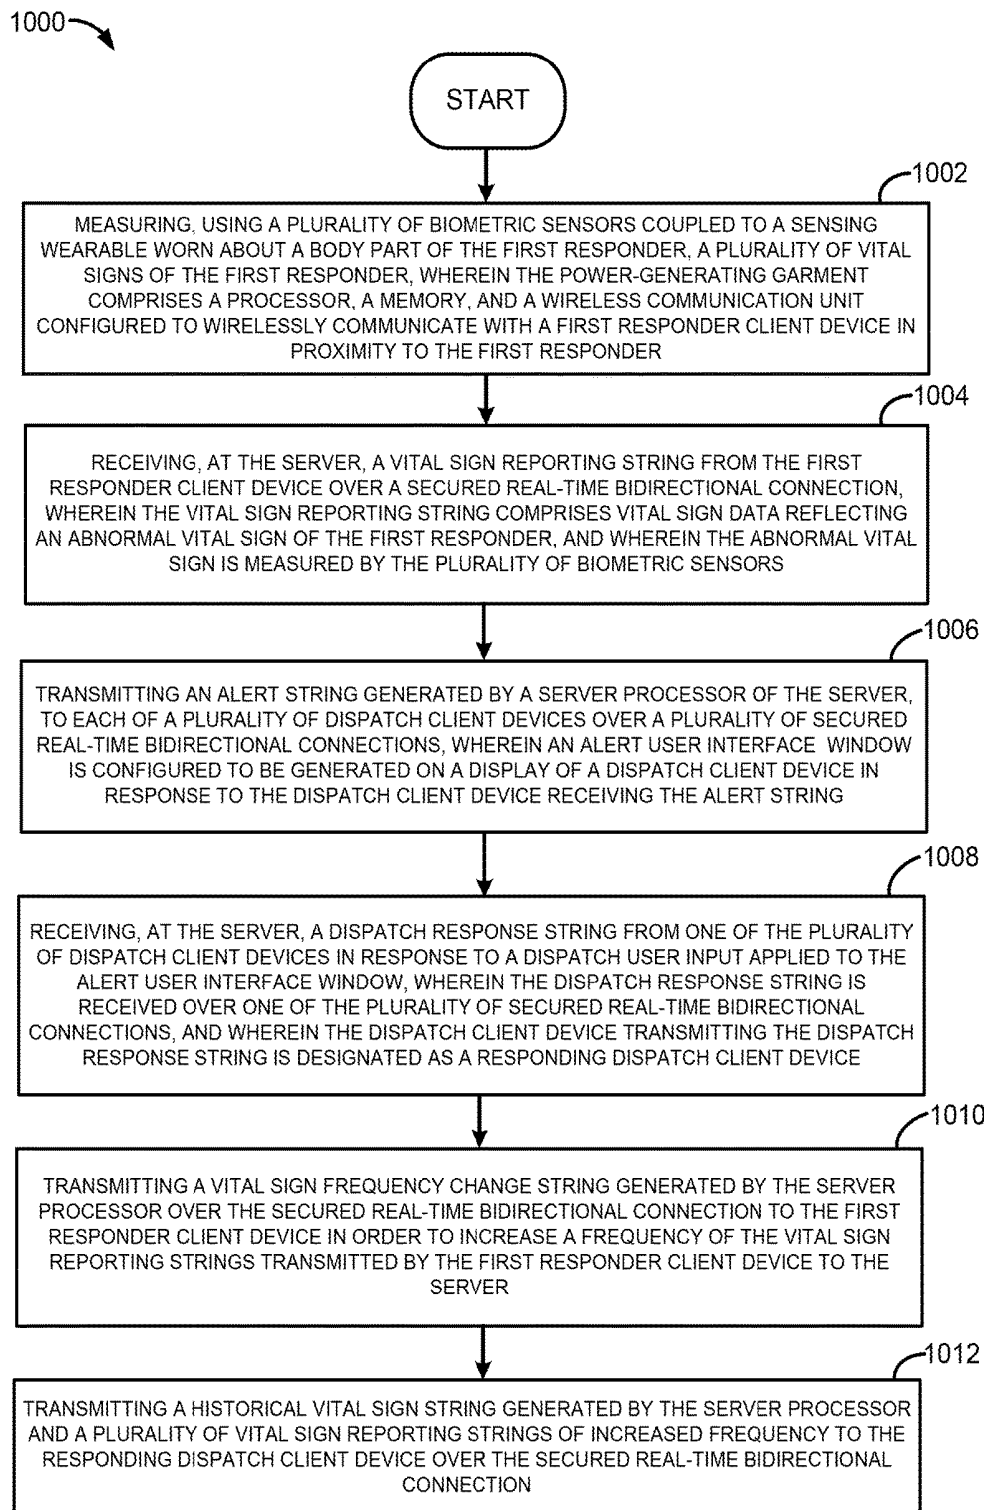 1000
START
1002
MEASURING, USING A PLURALITY OF BIOMETRIC SENSORS COUPLED TO A SENSING
WEARABLE WORN ABOUT A BODY PART OF THE FIRST RESPONDER, A PLURALITY OF VITAL
SIGNS OF THE FIRST RESPONDER, WHEREIN THE POWER-GENERATING GARMENT
COMPRISES A PROCESSOR, A MEMORY, AND A WIRELESS COMMUNICATION UNIT
CONFIGURED TO WIRELESSLY COMMUNICATE WITH A FIRST RESPONDER CLIENT DEVICE IN
PROXIMITY TO THE FIRST RESPONDER
1004
RECEIVING, AT THE SERVER, A VITAL SIGN REPORTING STRING FROM THE FIRST
RESPONDER CLIENT DEVICE OVER A SECURED REAL-TIME BIDIRECTIONAL CONNECTION,
WHEREIN THE VITAL SIGN REPORTING STRING COMPRISES VITAL SIGN DATA REFLECTING
AN ABNORMAL VITAL SIGN OF THE FIRST RESPONDER, AND WHEREIN THE ABNORMAL VITAL
SIGN IS MEASURED BY THE PLURALITY OF BIOMETRIC SENSORS
1006
TRANSMITTING AN ALERT STRING GENERATED BY A SERVER PROCESSOR OF THE SERVER,
TO EACH OF A PLURALITY OF DISPATCH CLIENT DEVICES OVER A PLURALITY OF SECURED
REAL-TIME BIDIRECTIONAL CONNECTIONS, WHEREIN AN ALERT USER INTERFACE WINDOW
IS CONFIGURED TO BE GENERATED ON A DISPLAY OF A DISPATCH CLIENT DEVICE IN
RESPONSE TO THE DISPATCH CLIENT DEVICE RECEIVING THE ALERT STRING
1008
RECEIVING, AT THE SERVER, A DISPATCH RESPONSE STRING FROM ONE OF THE PLURALITY
OF DISPATCH CLIENT DEVICES IN RESPONSE TO A DISPATCH USER INPUT APPLIED TO THE
ALERT USER INTERFACE WINDOW, WHEREIN THE DISPATCH RESPONSE STRING IS
RECEIVED OVER ONE OF THE PLURALITY OF SECURED REAL-TIME BIDIRECTIONAL
CONNECTIONS, AND WHEREIN THE DISPATCH CLIENT DEVICE TRANSMITTING THE DISPATCH
RESPONSE STRING IS DESIGNATED AS A RESPONDING DISPATCH CLIENT DEVICE
1010
TRANSMITTING A VITAL SIGN FREQUENCY CHANGE STRING GENERATED BY THE SERVER
PROCESSOR OVER THE SECURED REAL-TIME BIDIRECTIONAL CONNECTION TO THE FIRST
RESPONDER CLIENT DEVICE IN ORDER TO INCREASE A FREQUENCY OF THE VITAL SIGN
REPORTING STRINGS TRANSMITTED BY THE FIRST RESPONDER CLIENT DEVICE TO THE
SERVER
1012
TRANSMITTING A HISTORICAL VITAL SIGN STRING GENERATED BY THE SERVER PROCESSOR
AND A PLURALITY OF VITAL SIGN REPORTING STRINGS OF INCREASED FREQUENCY TO THE
RESPONDING DISPATCH CLIENT DEVICE OVER THE SECURED REAL-TIME BIDIRECTIONAL
CONNECTION